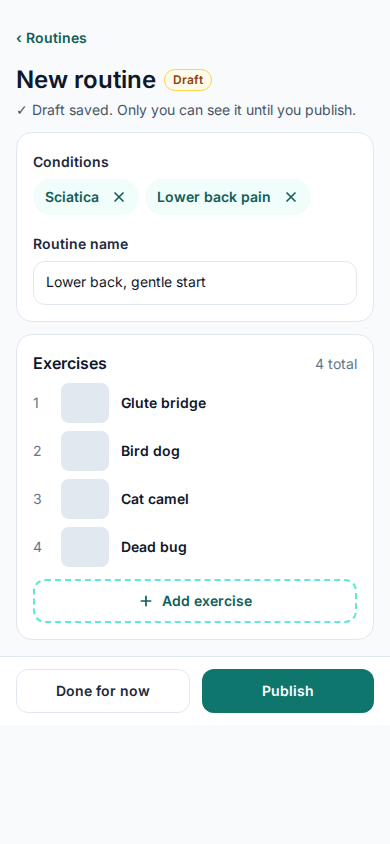 ‹ Routines
New routine Draft
✓ Draft saved. Only you can see it until you publish.
Conditions
Sciatica ✕ Lower back pain ✕
Routine name
Lower back, gentle start
Exercises 4 total
1 Glute bridge
2 Bird dog
3 Cat camel
4 Dead bug
+ Add exercise
Done for now Publish